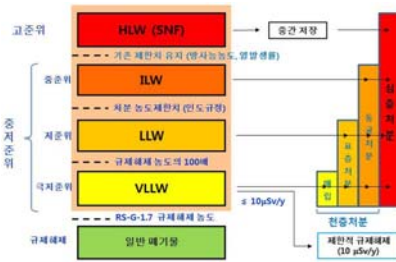 고준위
HLW (SNF)
중간 저장
기존 제한치 유지 (방사능농도, 열발생률)
중준위
ILW
처분 농도제한치 (인도규정)
중저준위
저준위
LLW
규제해제 농도의 100배
극저준위
VLLW
≤ 10μSv/y
RS-G-1.7 규제해제 농도
규제해제
일반 폐기물
매립
표층처분
동굴처분
심층처분
천층처분
제한적 규제해제
(10 μSv/y)